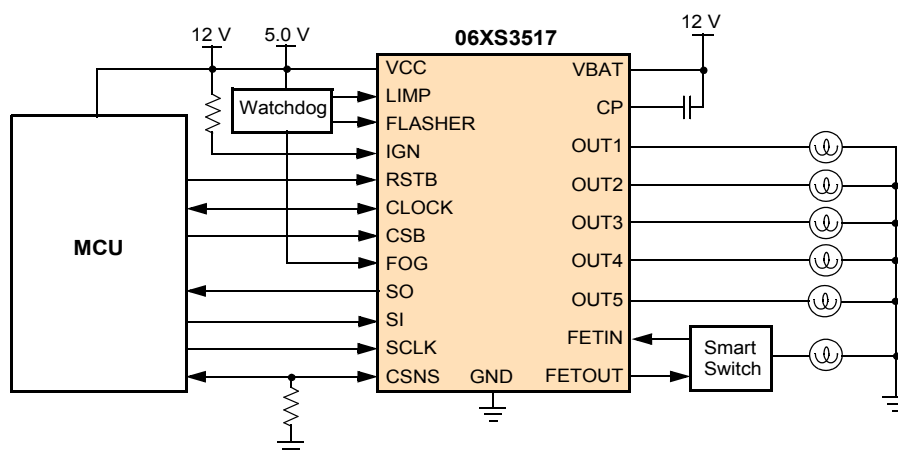 12 V
5.0 V
06XS3517
12 V
MCU
Watchdog
VCC
LIMP
FLASHER
IGN
RSTB
CLOCK
CSB
FOG
SO
SI
SCLK
CSNS
GND
VBAT
CP
OUT1
OUT2
OUT3
OUT4
OUT5
FETIN
FETOUT
Smart
Switch